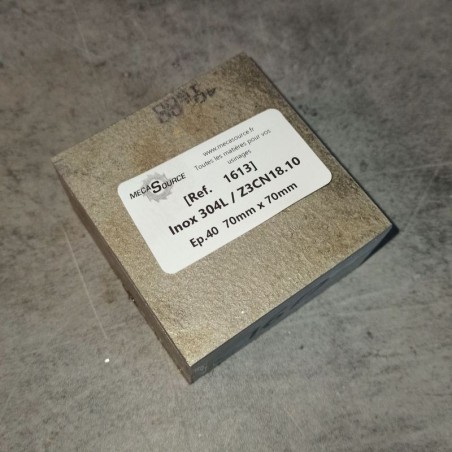 MECASOURCE
www.mecasource.fr
Toutes les matières pour vos
usinages
[Ref. 1613]
Inox 304L / Z3CN18.10
Ep.40 70mm x 70mm